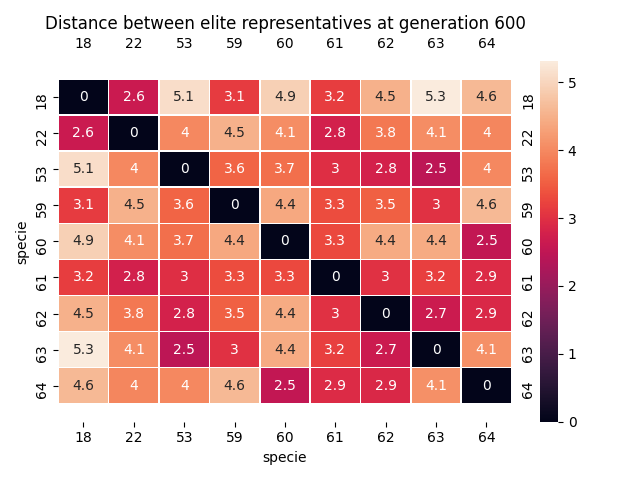 Distance between elite representatives at generation 600
18 22 53 59 60 61 62 63 64
18 0 2.6 5.1 3.1 4.9 3.2 4.5 5.3 4.6 18
22 2.6 0 4 4.5 4.1 2.8 3.8 4.1 4 22
53 5.1 4 0 3.6 3.7 3 2.8 2.5 4 53
59 3.1 4.5 3.6 0 4.4 3.3 3.5 3 4.6 59
60 4.9 4.1 3.7 4.4 0 3.3 4.4 4.4 2.5 60
61 3.2 2.8 3 3.3 3.3 0 3 3.2 2.9 61
62 4.5 3.8 2.8 3.5 4.4 3 0 2.7 2.9 62
63 5.3 4.1 2.5 3 4.4 3.2 2.7 0 4.1 63
64 4.6 4 4 4.6 2.5 2.9 2.9 4.1 0 64
18 22 53 59 60 61 62 63 64
specie
specie
5
4
3
2
1
0